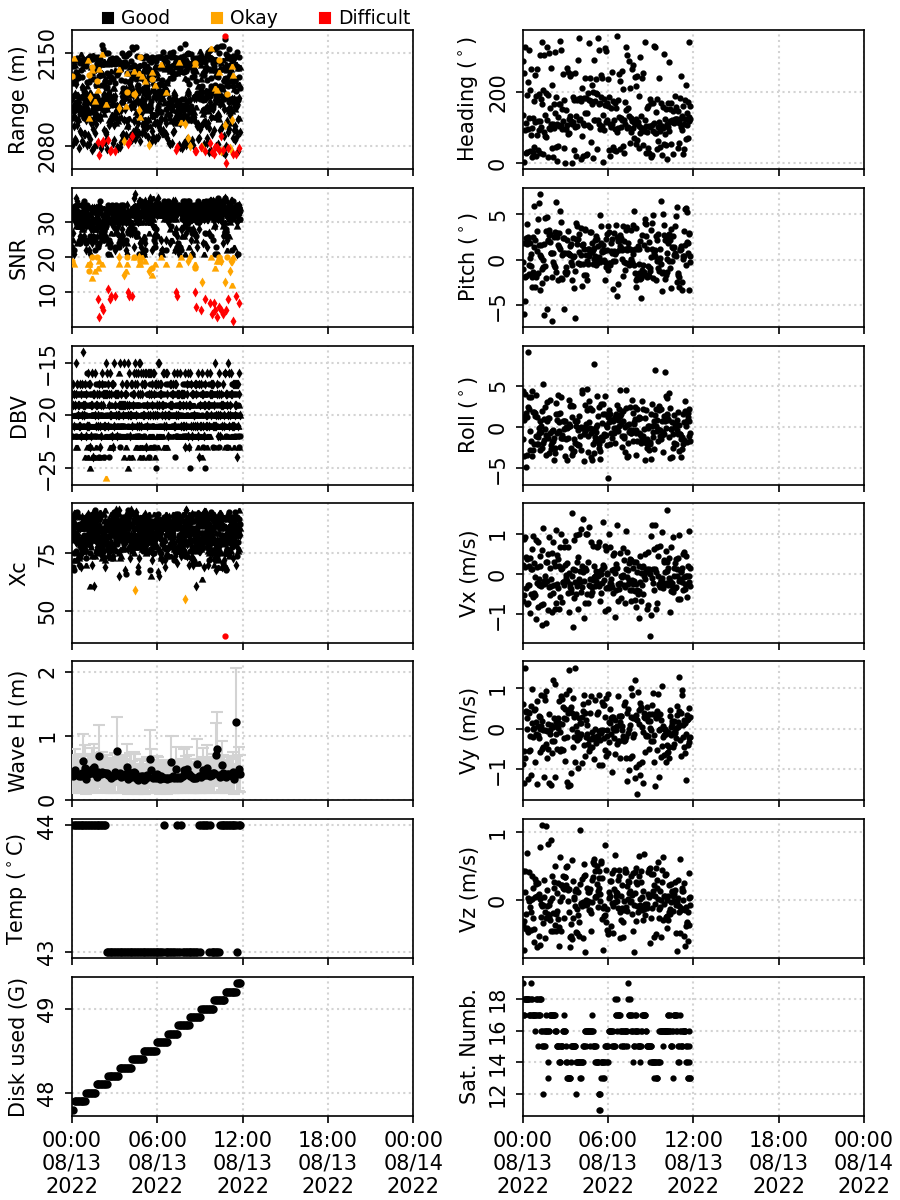 Good Okay Difficult
Range (m)
2150
2080
Heading (°)
200
0
SNR
30
20
10
Pitch (°)
5
0
−5
DBV
−15
−20
−25
Roll (°)
5
0
−5
Xc
75
50
Vx (m/s)
1
0
−1
Wave H (m)
2
1
0
Vy (m/s)
1
0
−1
Temp (°C)
44
43
Vz (m/s)
1
0
Disk used (G)
49
48
Sat. Numb.
18
16
14
12
00:00 06:00 12:00 18:00 00:00
08/13 08/13 08/13 08/13 08/14
2022 2022 2022 2022 2022
00:00 06:00 12:00 18:00 00:00
08/13 08/13 08/13 08/13 08/14
2022 2022 2022 2022 2022